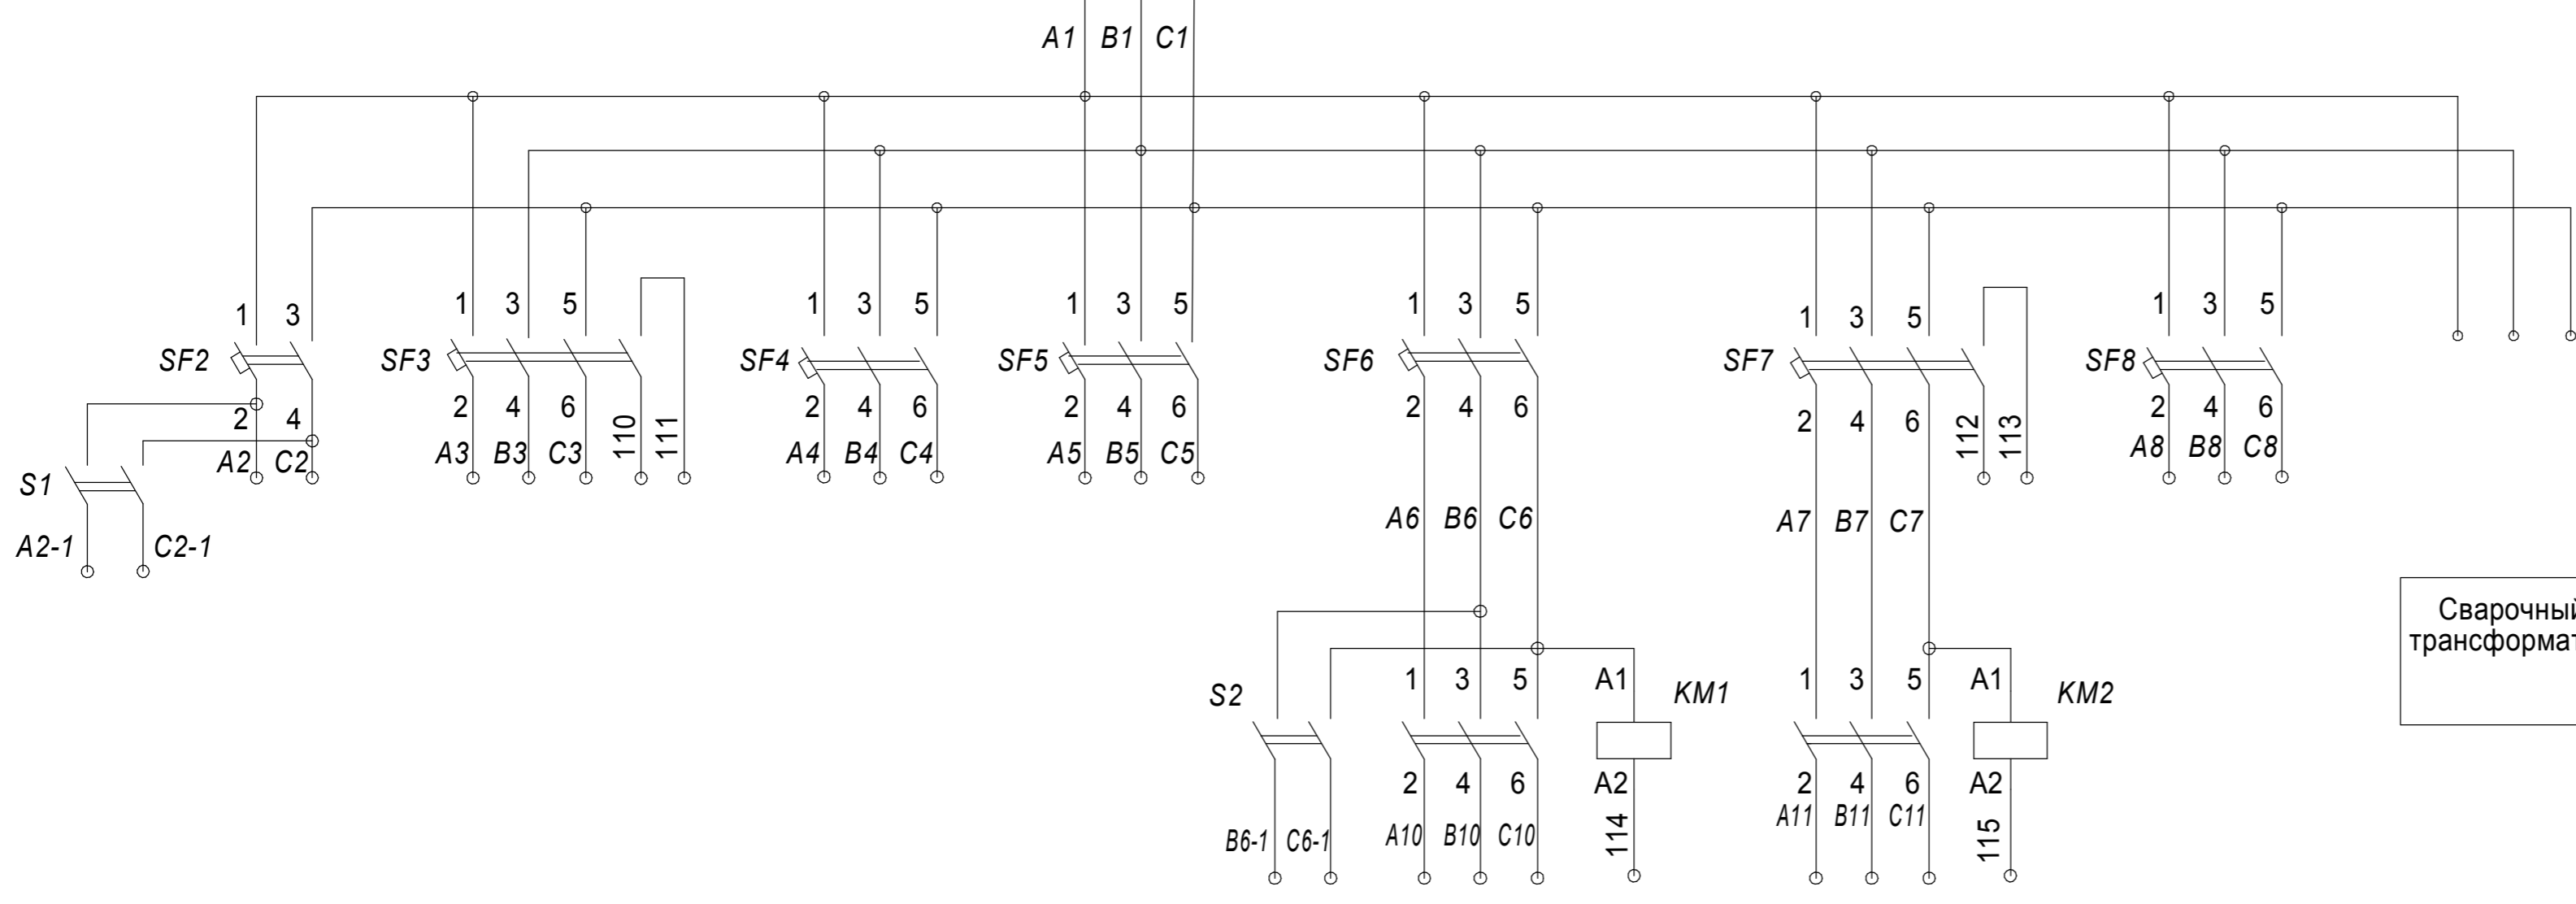 A1 B1 C1
1 3 1 3 5 1 3 5 1 3 5 1 3 5 1 3 5 1 3 5
SF2 SF3 SF4 SF5 SF6 SF7 SF8
2 4 2 4 6 2 4 6 2 4 6 2 4 6 2 4 6 2 4 6
A2 C2 A3 B3 C3 110 111 A4 B4 C4 A5 B5 C5 112 113 A8 B8 C8
S1
A6 B6 C6 A7 B7 C7
A2-1 C2-1
Сварочный
трансформат
1 3 5 A1 1 3 5 A1
S2 KM1 KM2
2 4 6 A2 2 4 6 A2
A11 B11 C11
B6-1 C6-1 A10 B10 C10 114 115